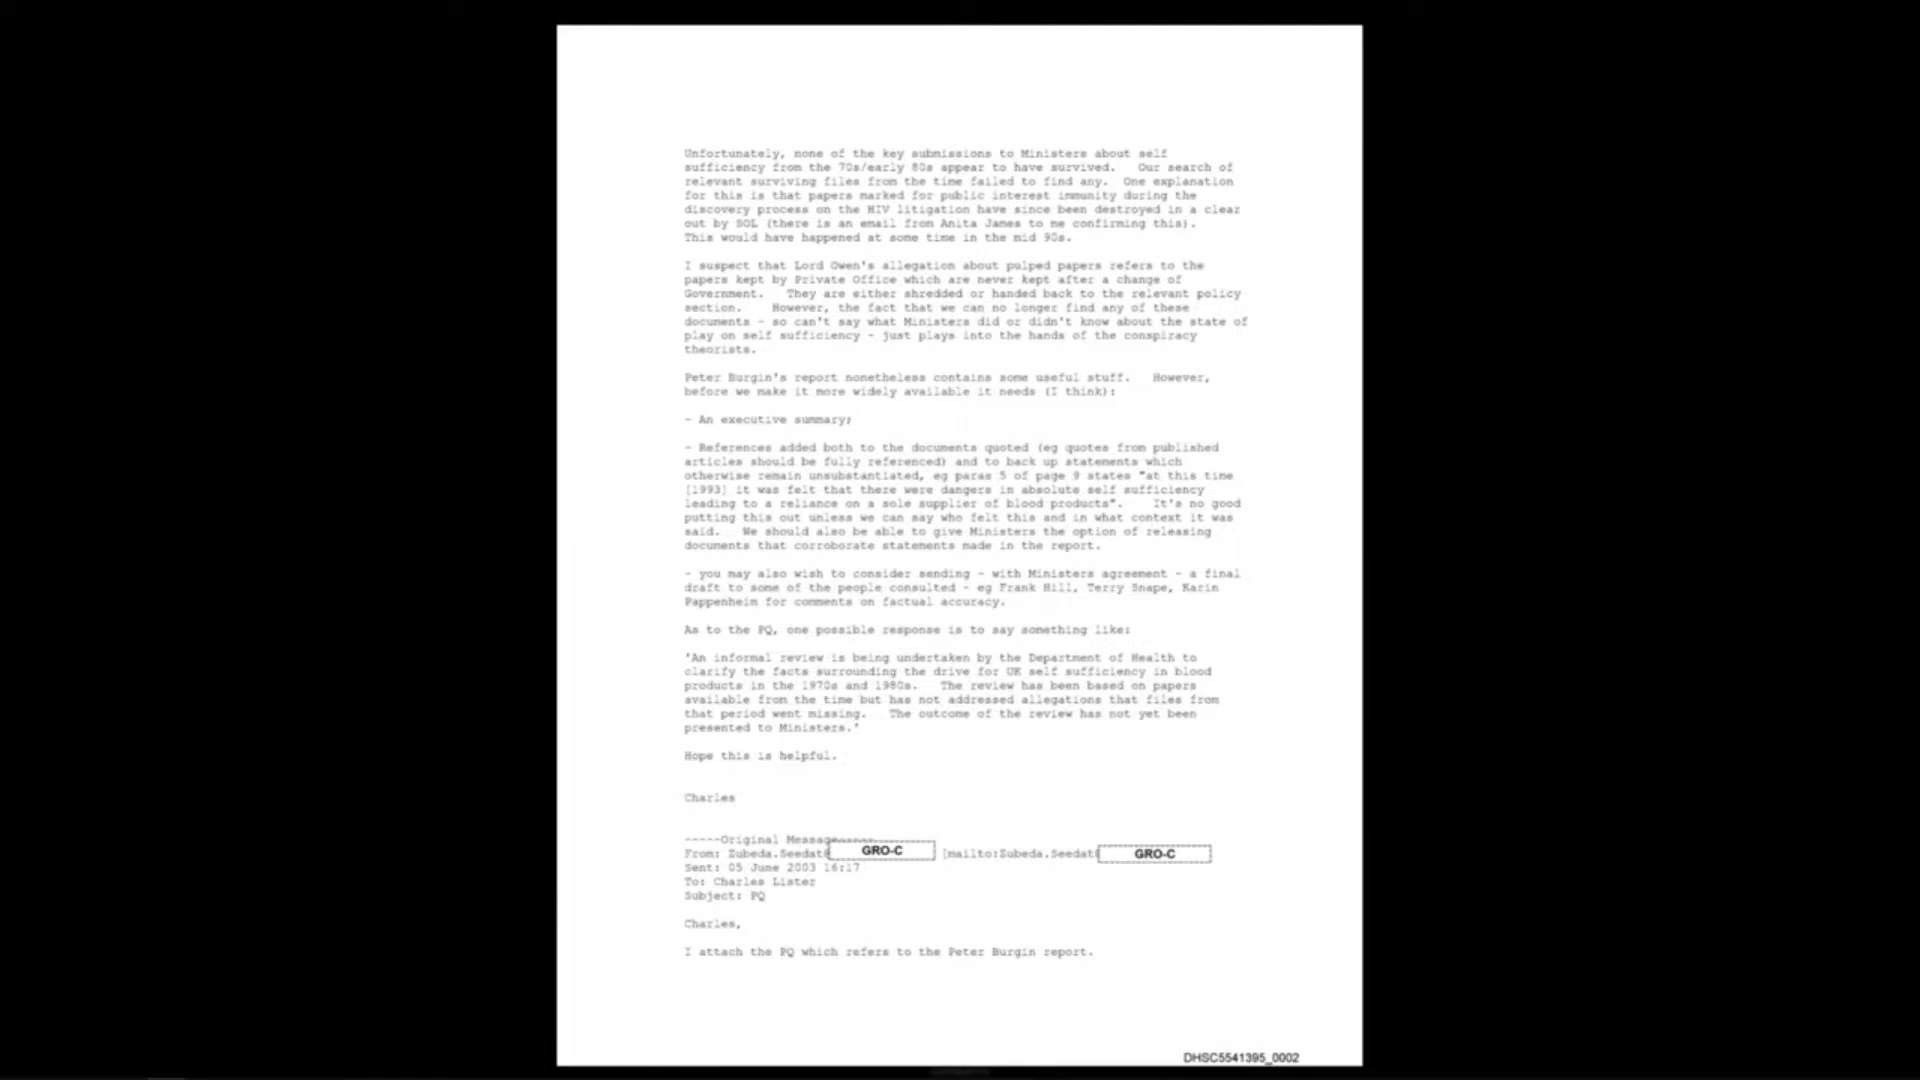 Unfortunately, none of the key submissions to Ministers about self
sufficiency from the 70s/early 80s appear to have survived. Our search of
relevant surviving files from the time failed to find any. One explanation
for this is that papers marked for public interest immunity during the
discovery process on the HIV litigation have since been destroyed in a clear
out by SOL (there is an email from Anita James to me confirming this).
This would have happened at some time in the mid 90s.
I suspect that Lord Owen's allegation about pulped papers refers to the
papers kept by Private Office which are never kept after a change of
Government. They are either shredded or handed back to the relevant policy
section. However, the fact that we can no longer find any of these
documents - so can't say what Ministers did or didn't know about the state of
play on self sufficiency - just plays into the hands of the conspiracy
theorists.
Peter Burgin's report nonetheless contains some useful stuff. However,
before we make it more widely available it needs (I think):
- An executive summary;
- References added both to the documents quoted (eg quotes from published
articles should be fully referenced) and to back up statements which
otherwise remain unsubstantiated, eg paras 5 of page 9 states "at this time
[1993] it was felt that there were dangers in absolute self sufficiency
leading to a reliance on a sole supplier of blood products". It's no good
putting this out unless we can say who felt this and in what context it was
said. We should also be able to give Ministers the option of releasing
documents that corroborate statements made in the report.
- you may also wish to consider sending - with Ministers agreement - a final
draft to some of the people consulted - eg Frank Hill, Terry Snape, Karin
Pappenheim for comments on factual accuracy.
As to the PQ, one possible response is to say something like:
'An informal review is being undertaken by the Department of Health to
clarify the facts surrounding the drive for UK self sufficiency in blood
products in the 1970s and 1980s. The review has been based on papers
available from the time but has not addressed allegations that files from
that period went missing. The outcome of the review has not yet been
presented to Ministers.'
Hope this is helpful.
Charles
-----Original Message-----
From: Zubeda.Seedat@ GRO-C [mailto:Zubeda.Seedat@ GRO-C
Sent: 05 June 2003 16:17
To: Charles Lister
Subject: PQ
Charles,
I attach the PQ which refers to the Peter Burgin report.
DHSC5541395_0002